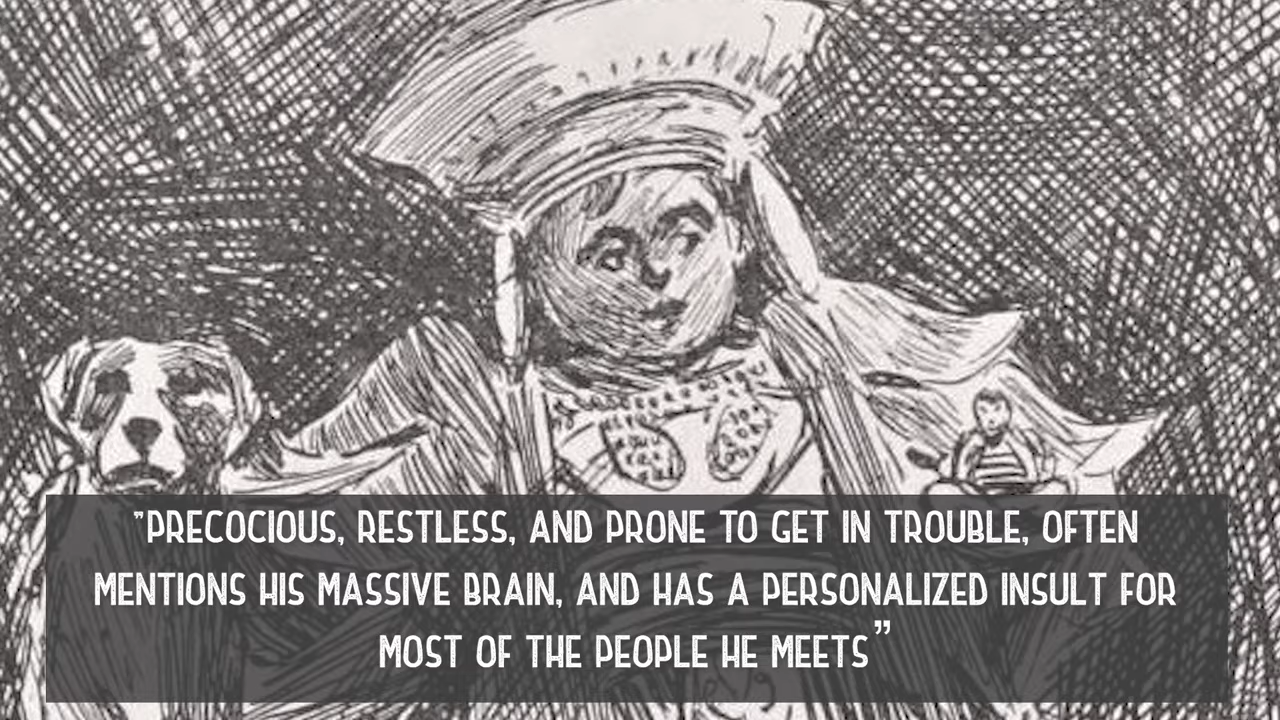 "PRECOCIOUS, RESTLESS, AND PRONE TO GET IN TROUBLE, OFTEN
MENTIONS HIS MASSIVE BRAIN, AND HAS A PERSONALIZED INSULT FOR
MOST OF THE PEOPLE HE MEETS”